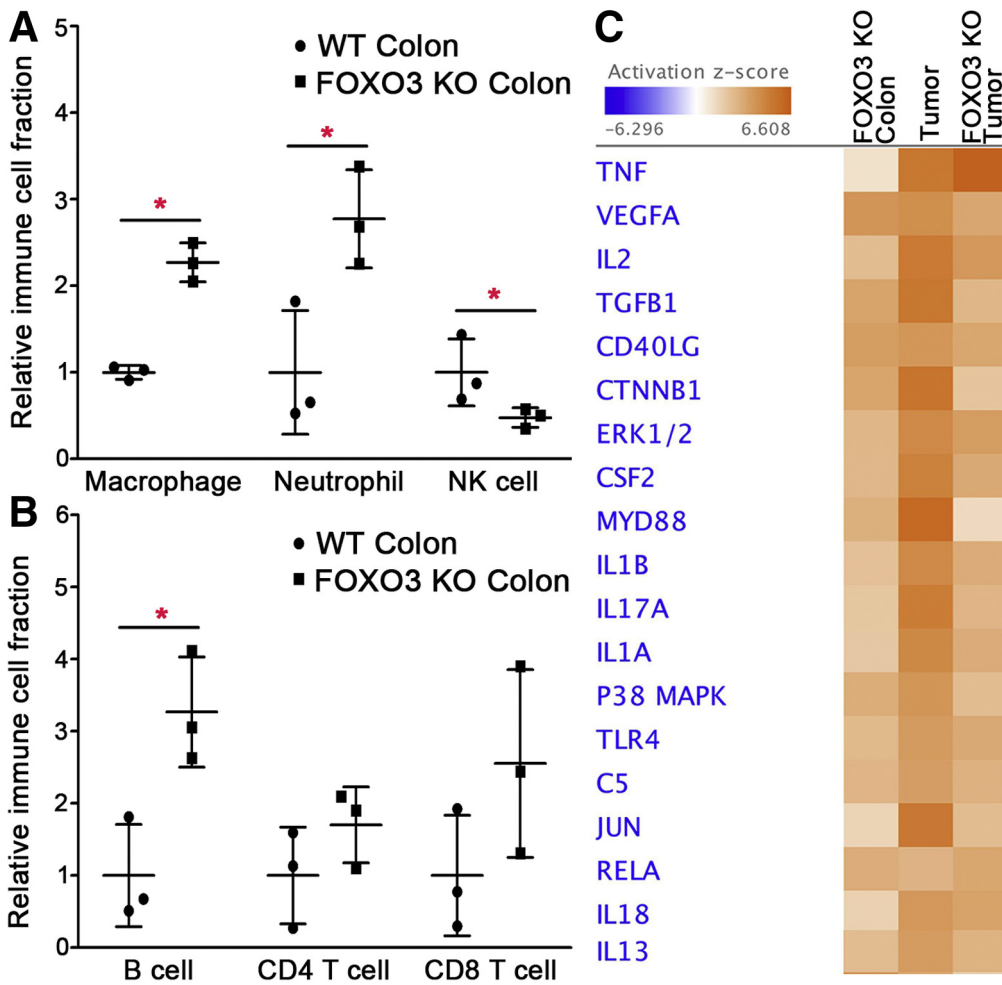 A
Relative immune cell fraction
5
4
3
2
1
0
WT Colon
FOXO3 KO Colon
*
*
*
Macrophage
Neutrophil
NK cell
B
Relative immune cell fraction
6
5
4
3
2
1
0
WT Colon
FOXO3 KO Colon
*
B cell
CD4 T cell
CD8 T cell
C
Activation z-score
−6.296
6.608
FOXO3 KO
Colon
Tumor
FOXO3 KO
Tumor
TNF
VEGFA
IL2
TGFB1
CD40LG
CTNNB1
ERK1/2
CSF2
MYD88
IL1B
IL17A
IL1A
P38 MAPK
TLR4
C5
JUN
RELA
IL18
IL13